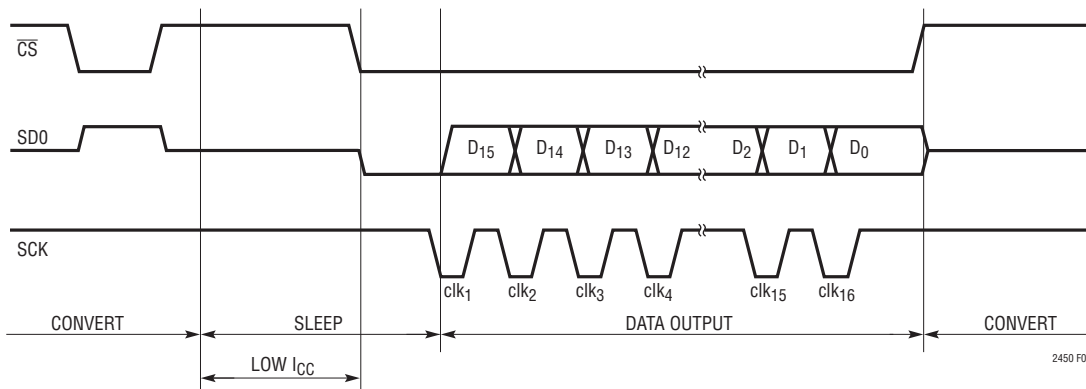 CS
SD0
D15 D14 D13 D12 D2 D1 D0
SCK
clk1 clk2 clk3 clk4 clk15 clk16
CONVERT SLEEP DATA OUTPUT CONVERT
LOW ICC
2450 F0